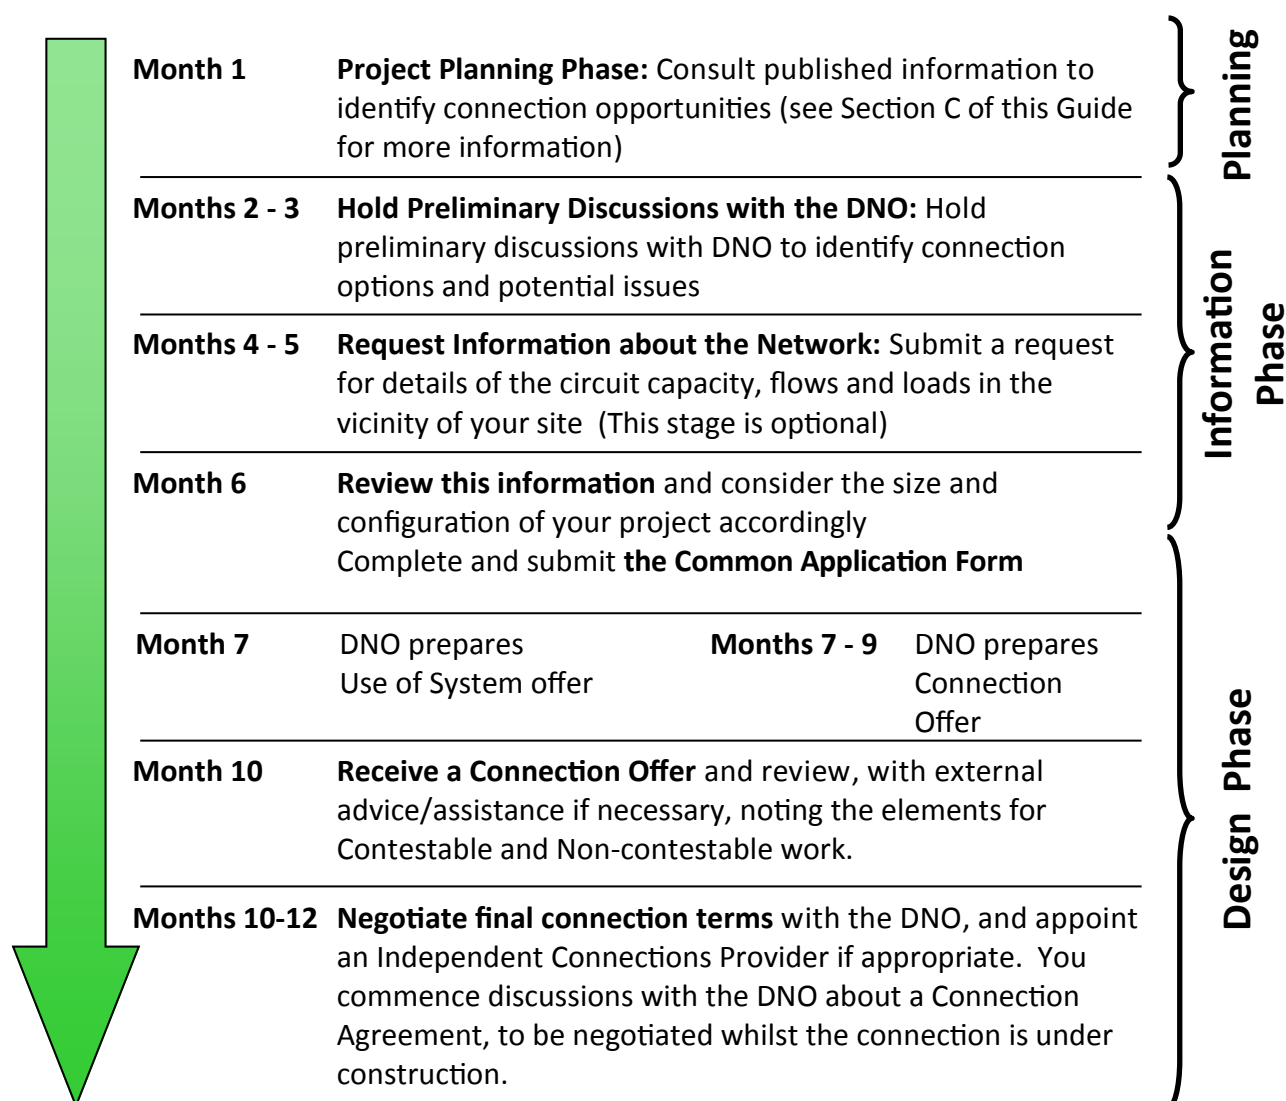 Month 1
Project Planning Phase: Consult published information to
identify connection opportunities (see Section C of this Guide
for more information)
Planning
Months 2 - 3
Hold Preliminary Discussions with the DNO: Hold
preliminary discussions with DNO to identify connection
options and potential issues
Months 4 - 5
Request Information about the Network: Submit a request
for details of the circuit capacity, flows and loads in the
vicinity of your site  (This stage is optional)
Information
Phase
Month 6
Review this information and consider the size and
configuration of your project accordingly
Complete and submit the Common Application Form
Month 7
DNO prepares
Use of System offer
Months 7 - 9
DNO prepares
Connection
Offer
Month 10
Receive a Connection Offer and review, with external
advice/assistance if necessary, noting the elements for
Contestable and Non-contestable work.
Design  Phase
Months 10-12
Negotiate final connection terms with the DNO, and appoint
an Independent Connections Provider if appropriate.  You
commence discussions with the DNO about a Connection
Agreement, to be negotiated whilst the connection is under
construction.